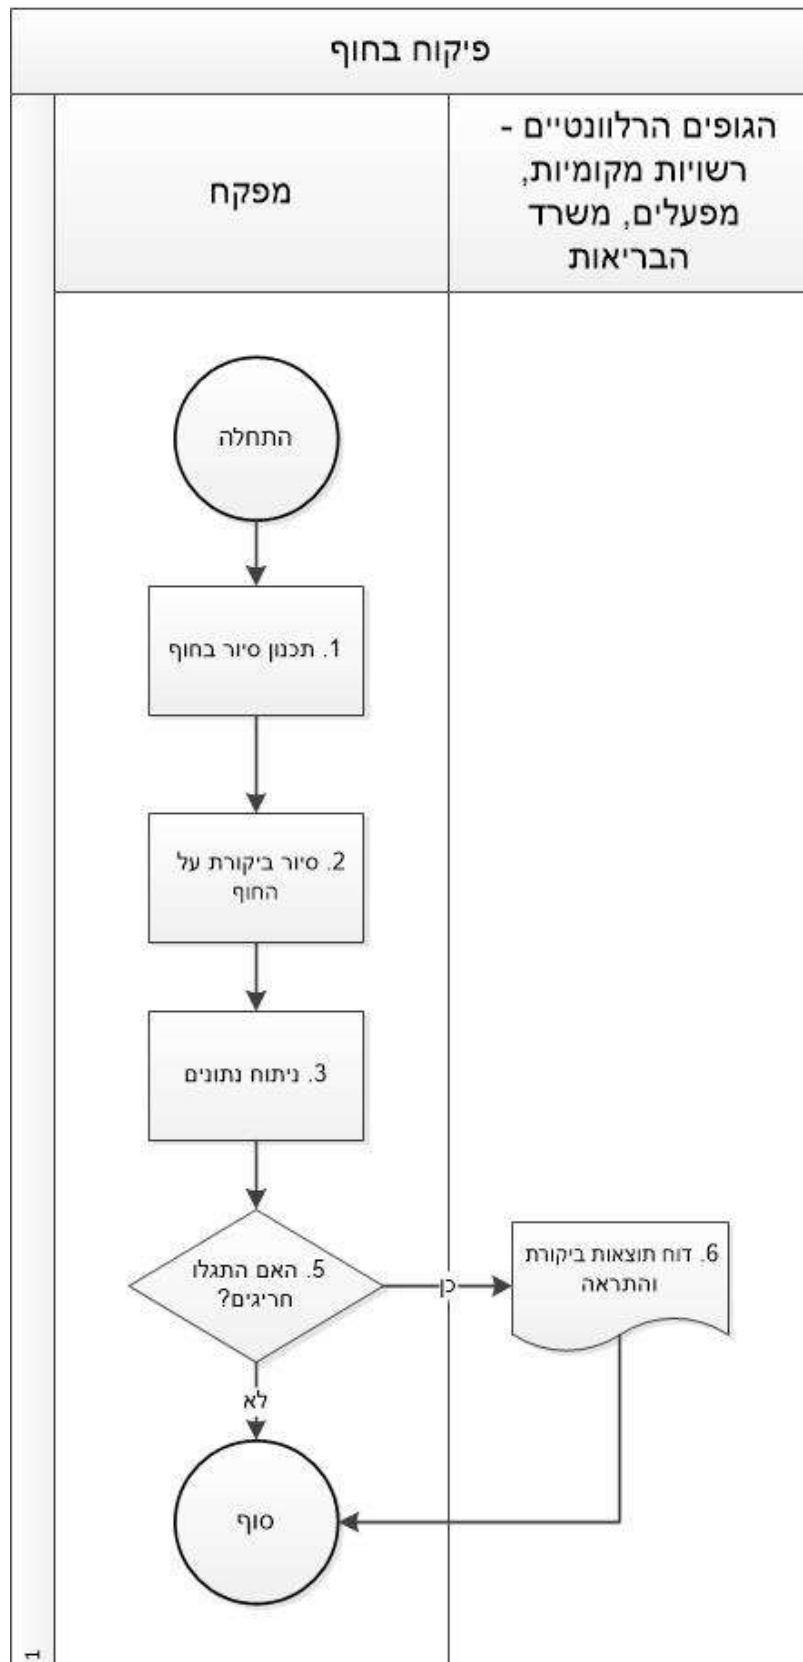 פיקוח בחוף
הגופים הרלוונטיים -
רשויות מקומיות,
מפעלים, משרד
הבריאות
מפקח
התחלה
1. תכנון סיור בחוף
2. סיור ביקורת על
החוף
3. ניתוח נתונים
5. האם התגלו
חריגים?
כן
6. דוח תוצאות ביקורת
והתראה
לא
סוף
1